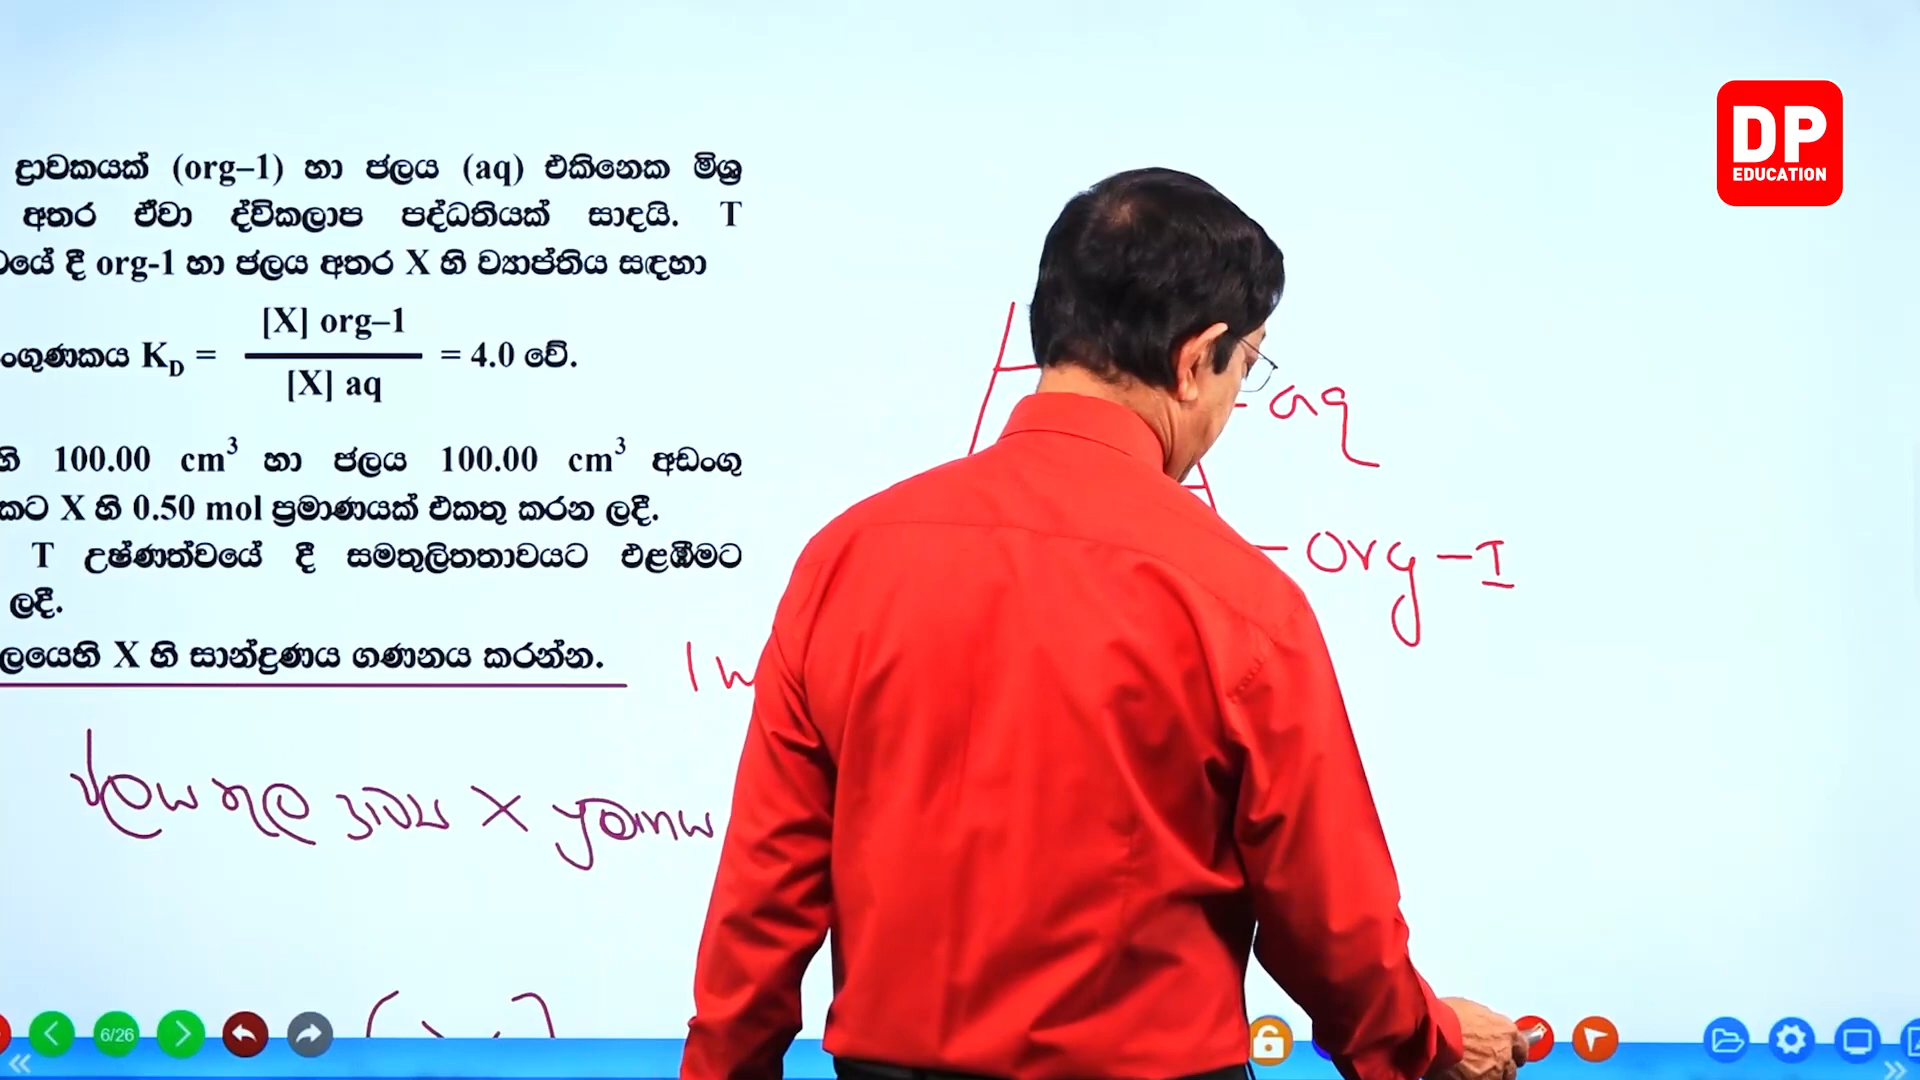 ද්‍රාවකයක් (org–1) හා ජලය (aq) එකිනෙක මිශ්‍ර
අතර ඒවා ද්විකලාප පද්ධතියක් සාදයි. T
වයේ දී org-1 හා ජලය අතර X හි ව්‍යාප්තිය සඳහා
ංගුණකය K_D = [X] org–1 / [X] aq = 4.0 වේ.
හි 100.00 cm³ හා ජලය 100.00 cm³ අඩංගු
කට X හි 0.50 mol ප්‍රමාණයක් එකතු කරන ලදී.
T උෂ්ණත්වයේ දී සමතුලිතතාවයට එළඹීමට
ලදී.
ලයෙහි X හි සාන්ද්‍රණය ගණනය කරන්න.
ජලය තුල X
aq
org – I
DP
EDUCATION
6/26